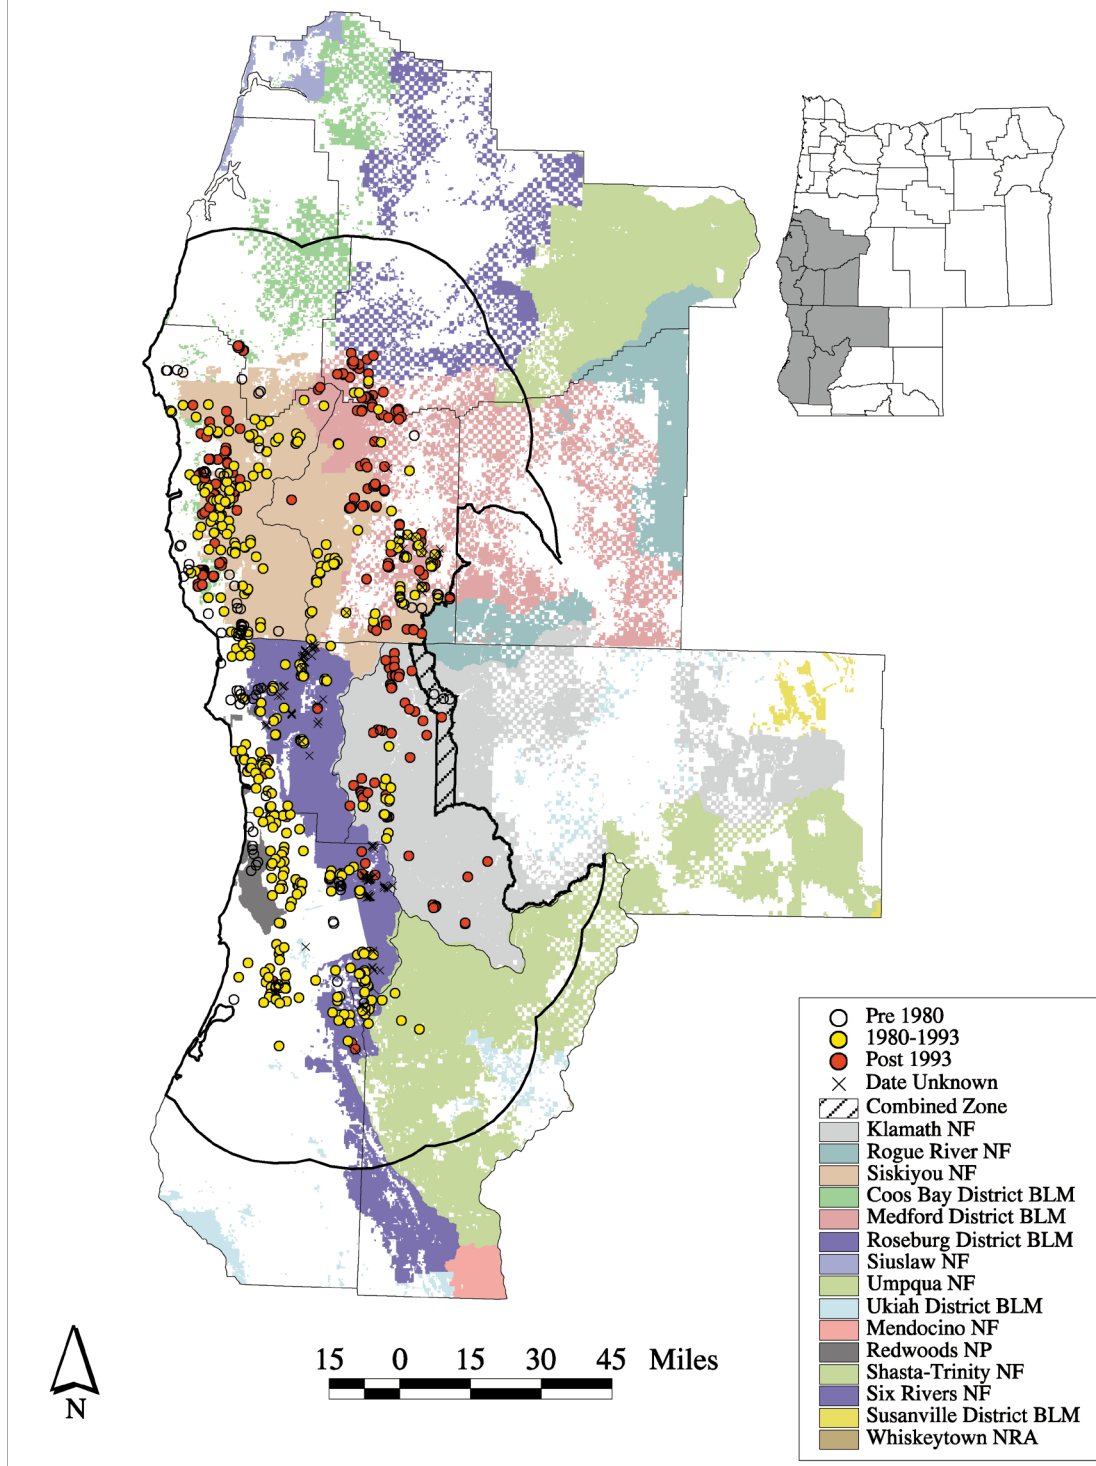 Pre 1980
1980-1993
Post 1993
Date Unknown
Combined Zone
Klamath NF
Rogue River NF
Siskiyou NF
Coos Bay District BLM
Medford District BLM
Roseburg District BLM
Siuslaw NF
Umpqua NF
Ukiah District BLM
Mendocino NF
Redwoods NP
Shasta-Trinity NF
Six Rivers NF
Susanville District BLM
Whiskeytown NRA
15 0 15 30 45 Miles
N